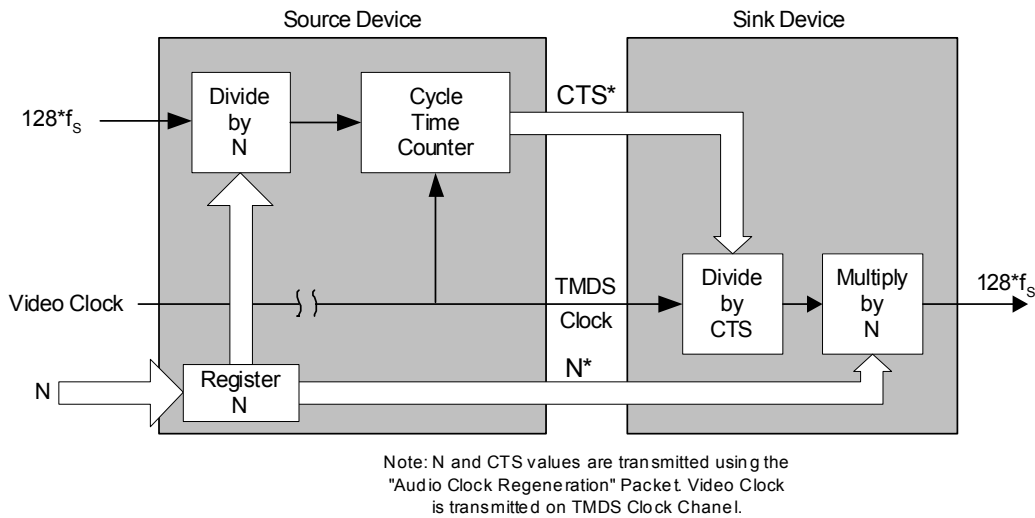 Source Device
Sink Device
128*fS
Divide
by
N
Cycle
Time
Counter
CTS*
Video Clock
TMDS
Clock
Divide
by
CTS
Multiply
by
N
128*fS
N
Register
N
N*
Note: N and CTS values are transmitted using the
"Audio Clock Regeneration" Packet. Video Clock
is transmitted on TMDS Clock Chanel.